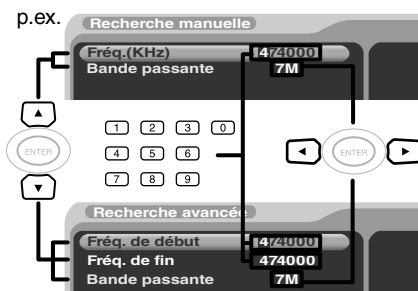 p.ex.
Recherche manuelle
Fréq.(KHz) 474000
Bande passante 7M
ENTER
1 2 3 0
4 5 6
7 8 9
ENTER
Recherche avancée
Fréq. de début 474000
Fréq. de fin 474000
Bande passante 7M